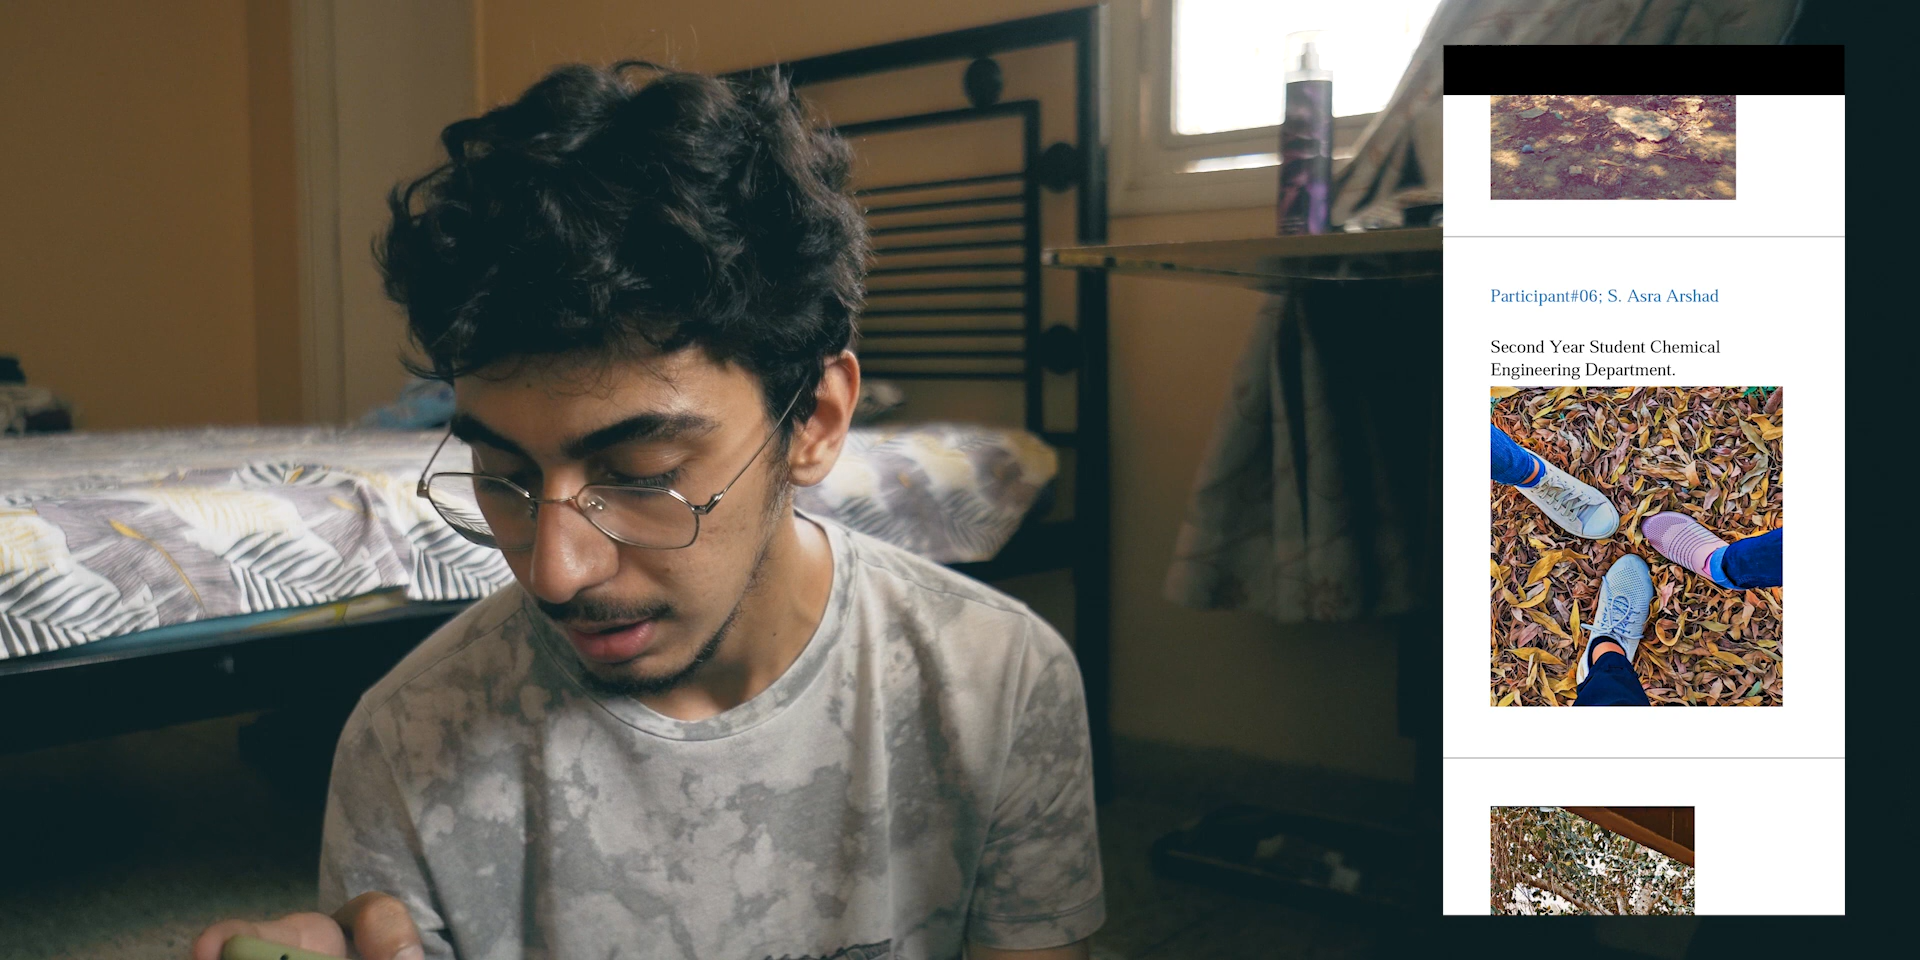 Participant#06; S. Asra Arshad
Second Year Student Chemical
Engineering Department.